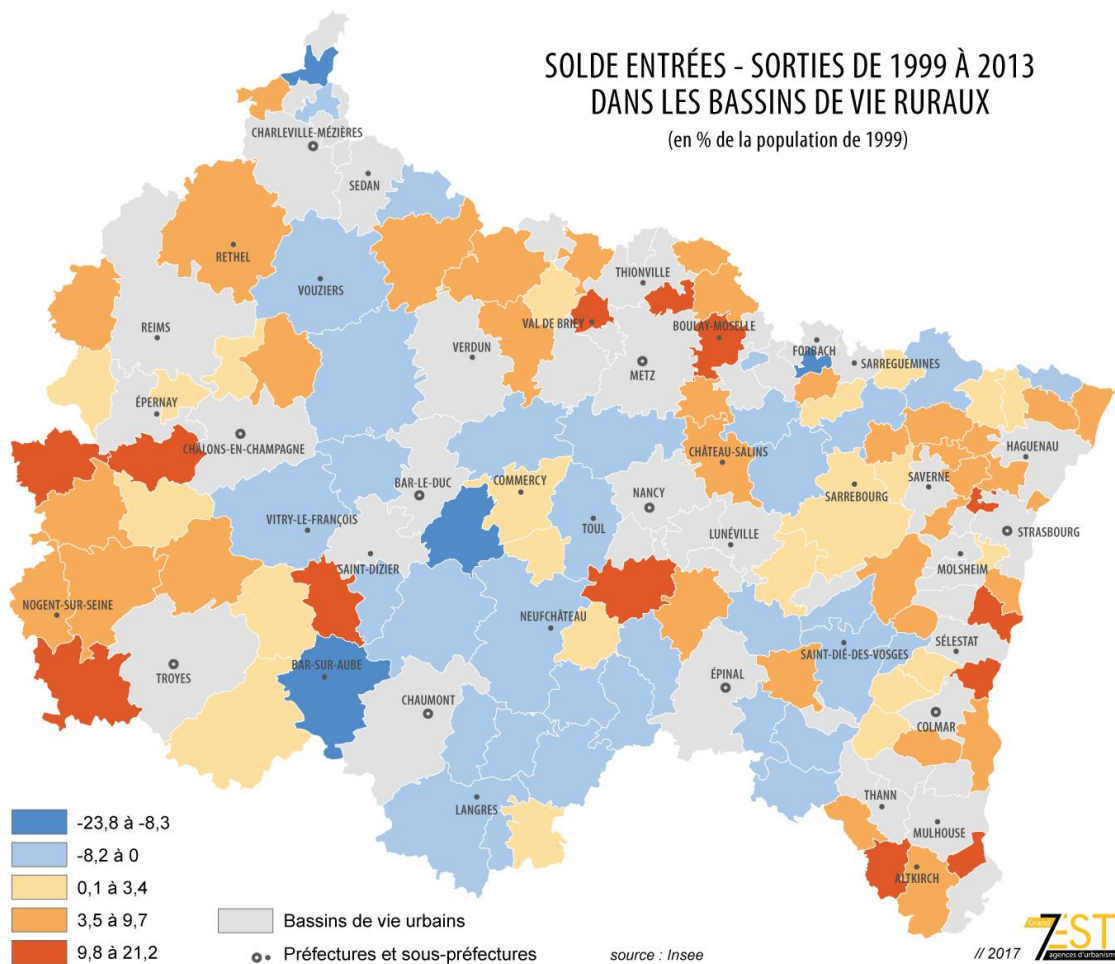 SOLDE ENTRÉES - SORTIES DE 1999 À 2013
DANS LES BASSINS DE VIE RURAUX
(en % de la population de 1999)
CHARLEVILLE-MÉZIÈRES
SEDAN
RETHEL
VOUZIERS
THIONVILLE
REIMS
VAL DE BRIEY
BOULAY-MOSELLE
VERDUN
METZ
FORBACH
SARREGUEMINES
ÉPERNAY
CHÂLONS-EN-CHAMPAGNE
HAGUENAU
CHÂTEAU-SALINS
BAR-LE-DUC
COMMERCY
NANCY
SARREBOURG
SAVERNE
VITRY-LE-FRANÇOIS
TOUL
LUNÉVILLE
STRASBOURG
SAINT-DIZIER
MOLSHEIM
NOGENT-SUR-SEINE
NEUFCHÂTEAU
SAINT-DIÉ-DES-VOSGES
SÉLESTAT
TROYES
BAR-SUR-AUBE
ÉPINAL
CHAUMONT
COLMAR
LANGRES
THANN
MULHOUSE
ALTKIRCH
-23,8 à -8,3
-8,2 à 0
0,1 à 3,4
3,5 à 9,7
9,8 à 21,2
Bassins de vie urbains
Préfectures et sous-préfectures
source : Insee
// 2017
Grand
7EST
agences d'urbanisme